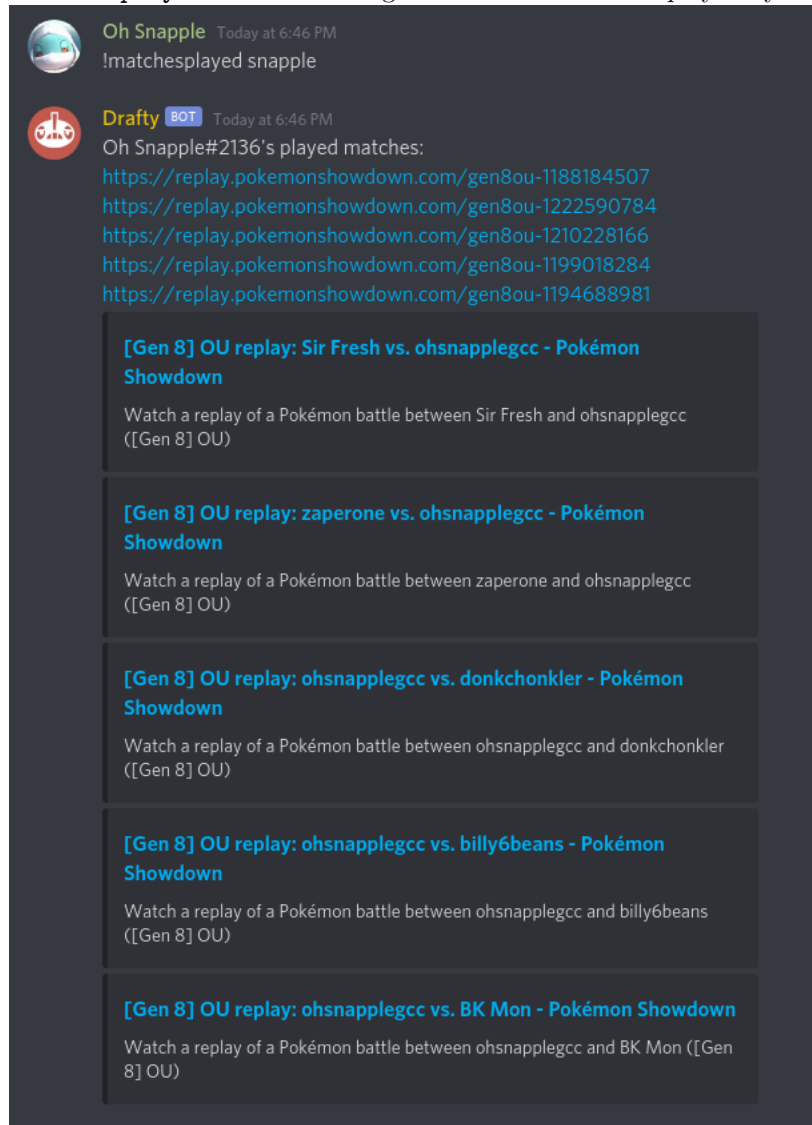 Oh Snapple Today at 6:46 PM
!matchesplayed snapple
Drafty BOT Today at 6:46 PM
Oh Snapple#2136's played matches:
https://replay.pokemonshowdown.com/gen8ou-1188184507
https://replay.pokemonshowdown.com/gen8ou-1222590784
https://replay.pokemonshowdown.com/gen8ou-1210228166
https://replay.pokemonshowdown.com/gen8ou-1199018284
https://replay.pokemonshowdown.com/gen8ou-1194688981
[Gen 8] OU replay: Sir Fresh vs. ohsnapplegcc - Pokémon
Showdown
Watch a replay of a Pokémon battle between Sir Fresh and ohsnapplegcc
([Gen 8] OU)
[Gen 8] OU replay: zaperone vs. ohsnapplegcc - Pokémon
Showdown
Watch a replay of a Pokémon battle between zaperone and ohsnapplegcc
([Gen 8] OU)
[Gen 8] OU replay: ohsnapplegcc vs. donkchonkler - Pokémon
Showdown
Watch a replay of a Pokémon battle between ohsnapplegcc and donkchonkler
([Gen 8] OU)
[Gen 8] OU replay: ohsnapplegcc vs. billy6beans - Pokémon
Showdown
Watch a replay of a Pokémon battle between ohsnapplegcc and billy6beans
([Gen 8] OU)
[Gen 8] OU replay: ohsnapplegcc vs. BK Mon - Pokémon Showdown
Watch a replay of a Pokémon battle between ohsnapplegcc and BK Mon ([Gen
8] OU)